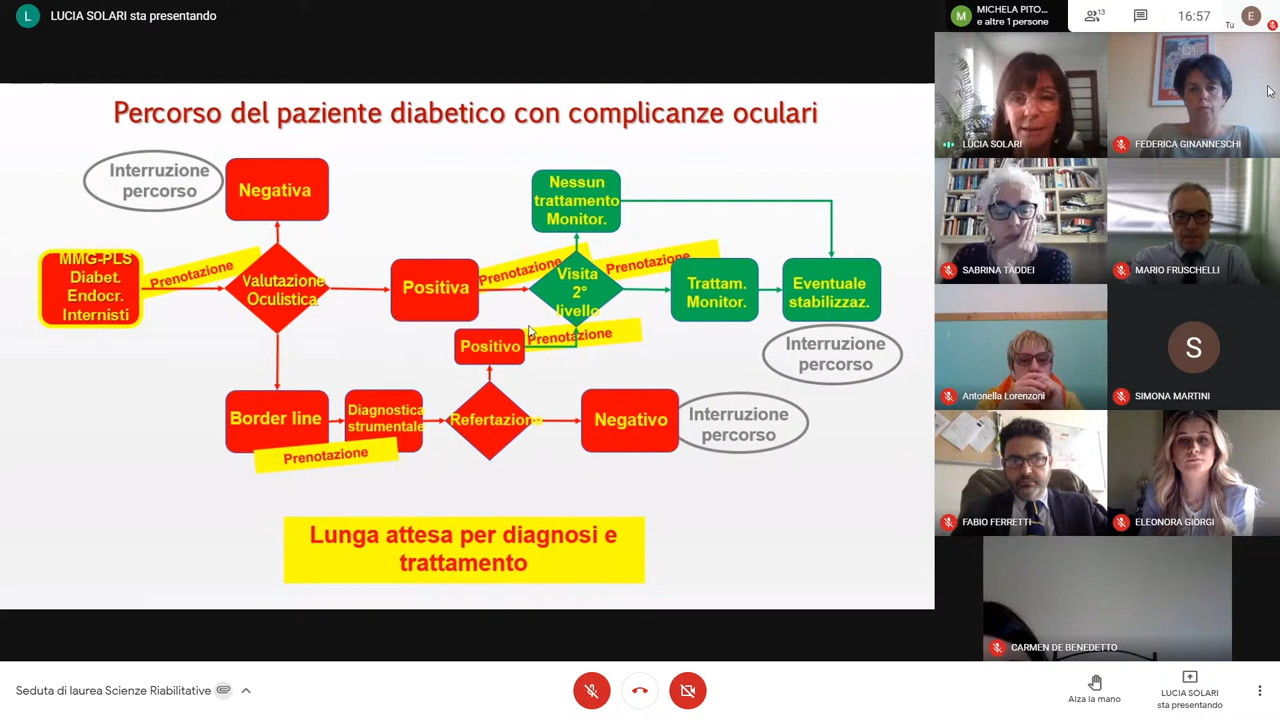 L
LUCIA SOLARI sta presentando
M
MICHELA PITO...
e altre 1 persone
13
16:57
E
Tu
Percorso del paziente diabetico con complicanze oculari
Interruzione
percorso
Negativa
MMG-PLS
Diabet.
Endocr.
Internisti
Prenotazione
Valutazione
Oculistica
Positiva
Prenotazione
Nessun
trattamento
Monitor.
Visita
2°
livello
Prenotazione
Trattam.
Monitor.
Eventuale
stabilizzaz.
Interruzione
percorso
Positivo
Prenotazione
Border line
Diagnostica
strumentale
Prenotazione
Refertazione
Negativo
Interruzione
percorso
Lunga attesa per diagnosi e
trattamento
LUCIA SOLARI
FEDERICA GINANNESCHI
SABRINA TADDEI
MARIO FRUSCHELLI
Antonella Lorenzoni
S
SIMONA MARTINI
FABIO FERRETTI
ELEONORA GIORGI
CARMEN DE BENEDETTO
Seduta di laurea Scienze Riabilitative
Alza la mano
LUCIA SOLARI
sta presentando